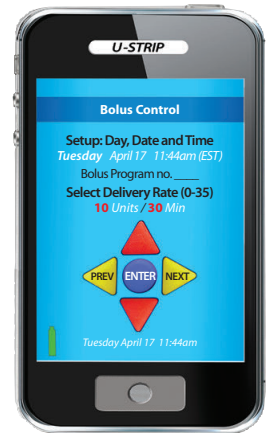 U-STRIP
Bolus Control
Setup: Day, Date and Time
Tuesday April 17 11:44am (EST)
Bolus Program no. ____
Select Delivery Rate (0-35)
10 Units / 30 Min
PREV ENTER NEXT
Tuesday April 17 11:44am